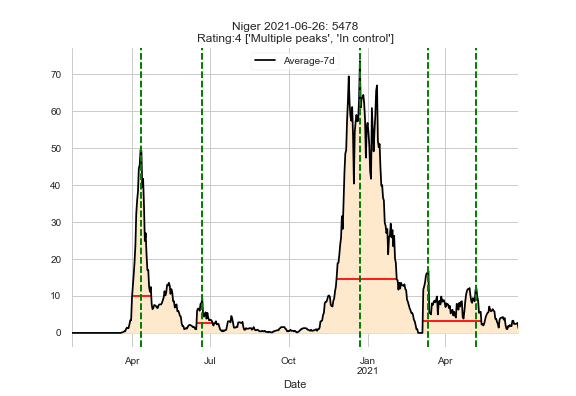 Niger 2021-06-26: 5478
Rating:4 ['Multiple peaks', 'In control']
Average-7d
70
60
50
40
30
20
10
0
Apr
Jul
Oct
Jan
2021
Apr
Date